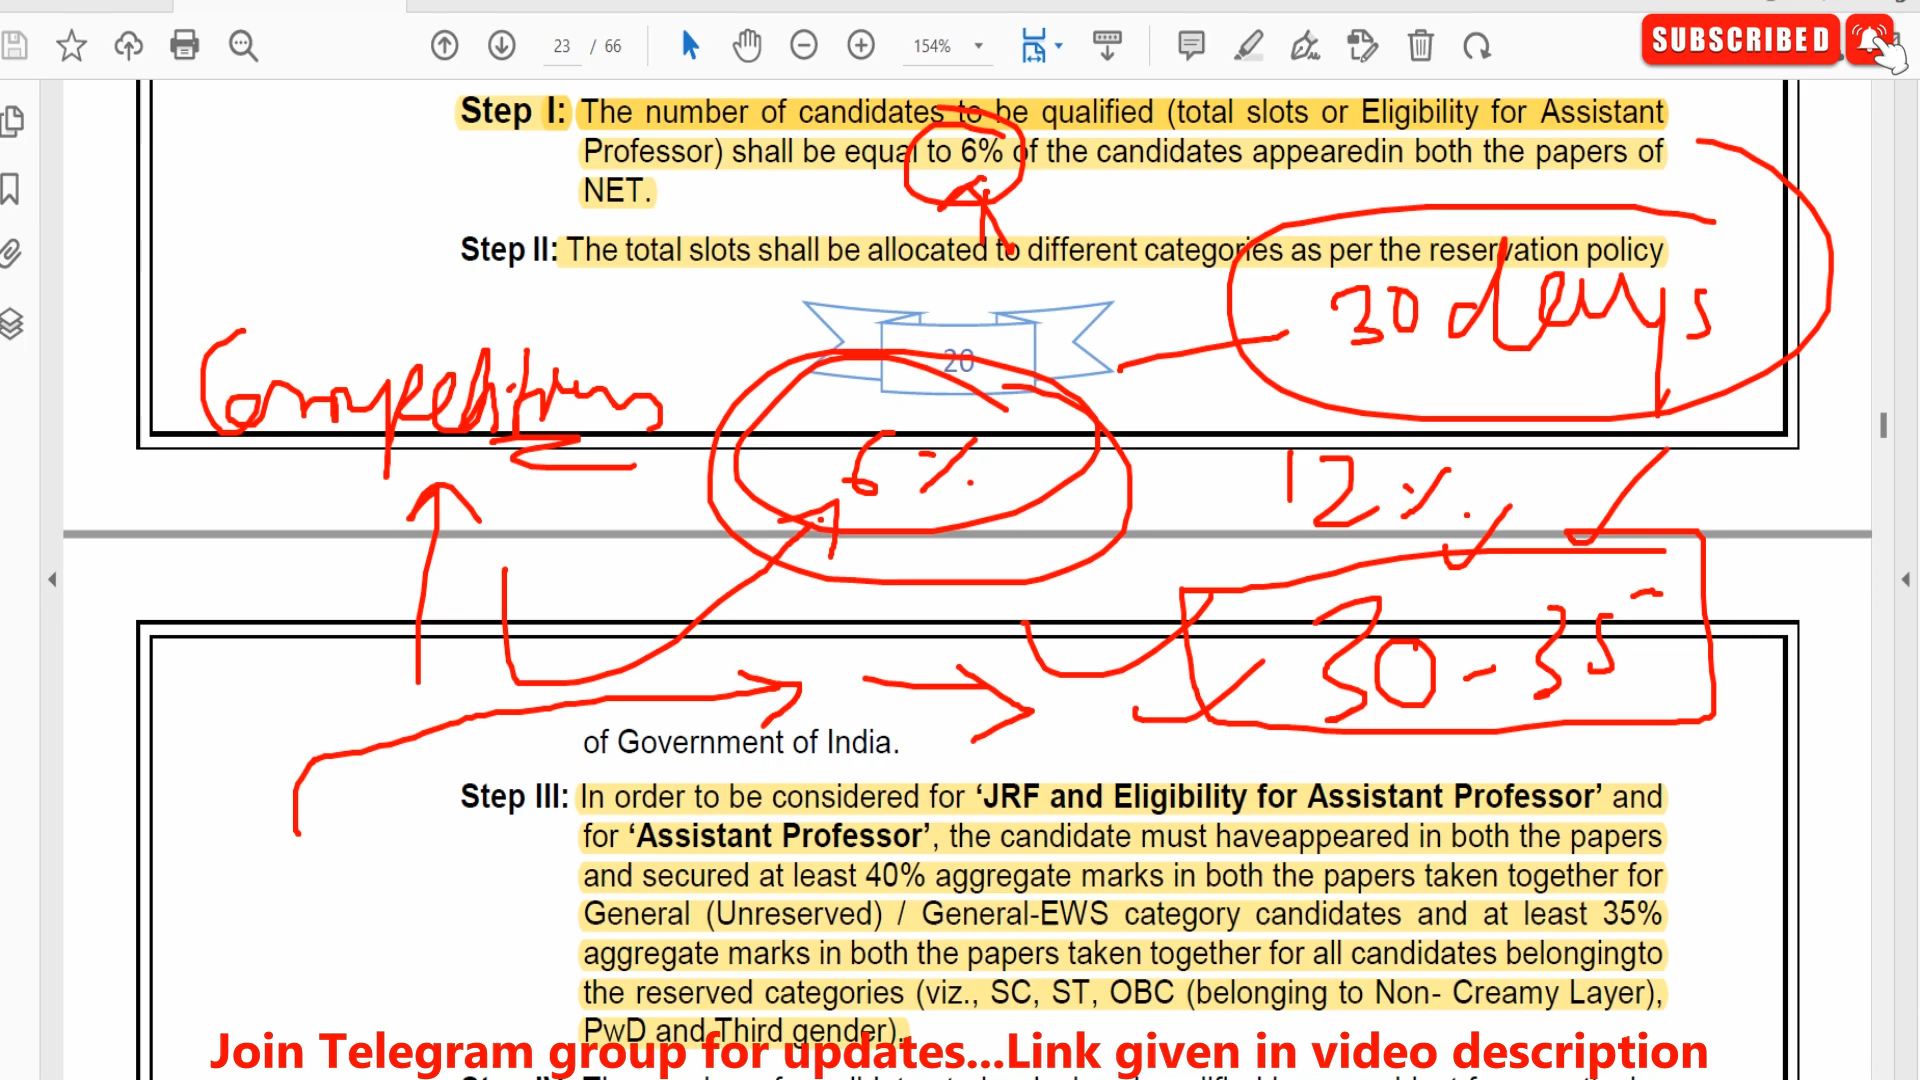 23 / 66
154%
SUBSCRIBED
Step I: The number of candidates to be qualified (total slots or Eligibility for Assistant
Professor) shall be equal to 6% of the candidates appearedin both the papers of
NET.
Step II: The total slots shall be allocated to different categories as per the reservation policy
30 days
20
6%
12%
30-35
of Government of India.
Step III: In order to be considered for ‘JRF and Eligibility for Assistant Professor’ and
for ‘Assistant Professor’, the candidate must haveappeared in both the papers
and secured at least 40% aggregate marks in both the papers taken together for
General (Unreserved) / General-EWS category candidates and at least 35%
aggregate marks in both the papers taken together for all candidates belongingto
the reserved categories (viz., SC, ST, OBC (belonging to Non- Creamy Layer),
PwD and Third gender).
Join Telegram group for updates...Link given in video description